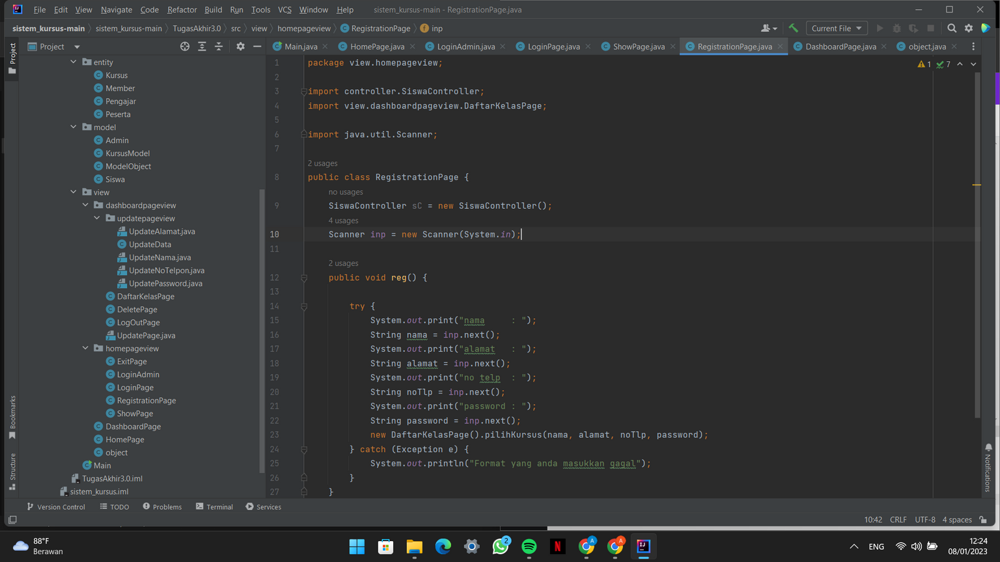 File Edit View Navigate Code Refactor Build Run Tools VCS Window Help sistem_kursus-main - RegistrationPage.java
sistem_kursus-main sistem_kursus-main TugasAkhir3.0 src view homepageview RegistrationPage inp Current File
Project Main.java HomePage.java LoginAdmin.java LoginPage.java ShowPage.java RegistrationPage.java DashboardPage.java object.java
Project
Bookmarks
Structure
entity
Kursus
Member
Pengajar
Peserta
model
Admin
KursusModel
ModelObject
Siswa
view
dashboardpageview
updatepageview
UpdateAlamat.java
UpdateData
UpdateNama.java
UpdateNoTelpon.java
UpdatePassword.java
DaftarKelasPage
DeletePage
LogOutPage
UpdatePage.java
homepageview
ExitPage
LoginAdmin
LoginPage
RegistrationPage
ShowPage
DashboardPage
HomePage
object
Main
TugasAkhir3.0.iml
sistem_kursus.iml
1 package view.homepageview; 1 7
2
3 import controller.SiswaController;
4 import view.dashboardpageview.DaftarKelasPage;
5
6 import java.util.Scanner;
7
2 usages
8 public class RegistrationPage {
no usages
9 SiswaController sC = new SiswaController();
4 usages
10 Scanner inp = new Scanner(System.in);
11
2 usages
12 public void reg() {
13
14 try {
15 System.out.print("nama     : ");
16 String nama = inp.next();
17 System.out.print("alamat   : ");
18 String alamat = inp.next();
19 System.out.print("no telp  : ");
20 String noTlp = inp.next();
21 System.out.print("password : ");
22 String password = inp.next();
23 new DaftarKelasPage().pilihKursus(nama, alamat, noTlp, password);
24 } catch (Exception e) {
25 System.out.println("Format yang anda masukkan gagal");
26 }
27 }
Notifications
Version Control TODO Problems Terminal Services
10:42 CRLF UTF-8 4 spaces
88°F
Berawan
2 A A
ENG
12:24
08/01/2023